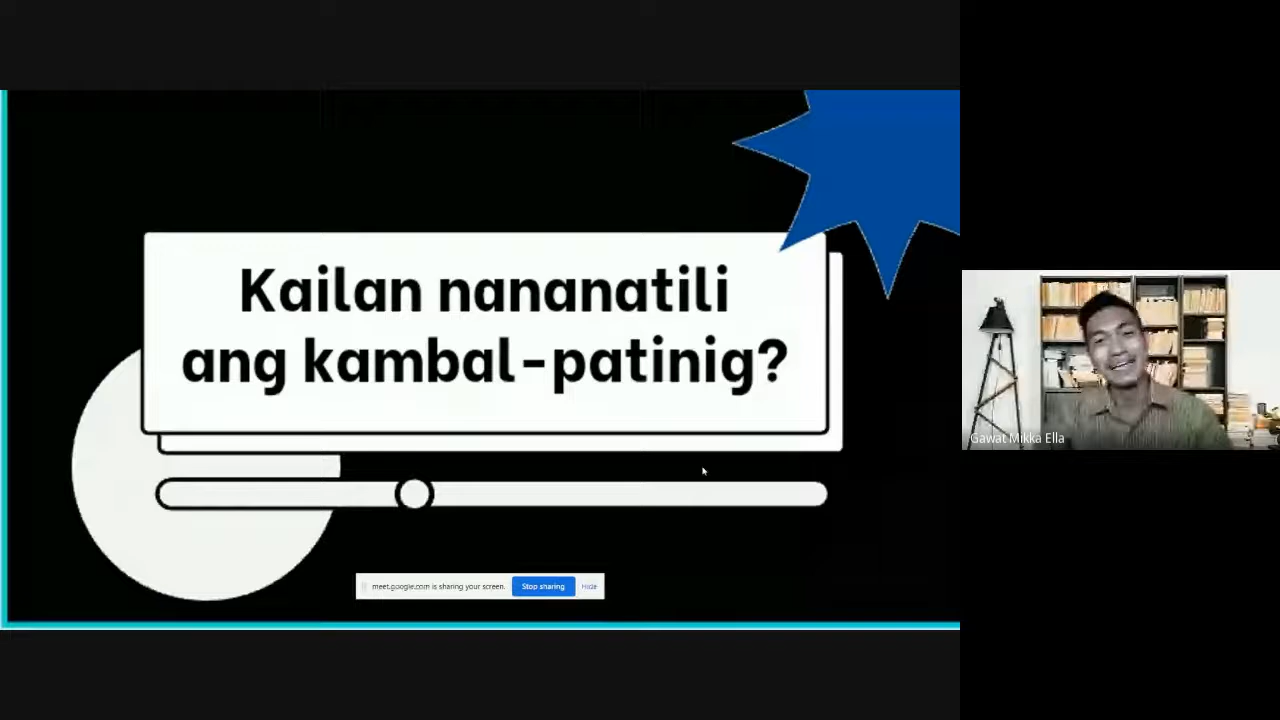 Kailan nananatili
ang kambal-patinig?
meet.google.com is sharing your screen.
Stop sharing
Hide
Gawat Mikka Ella